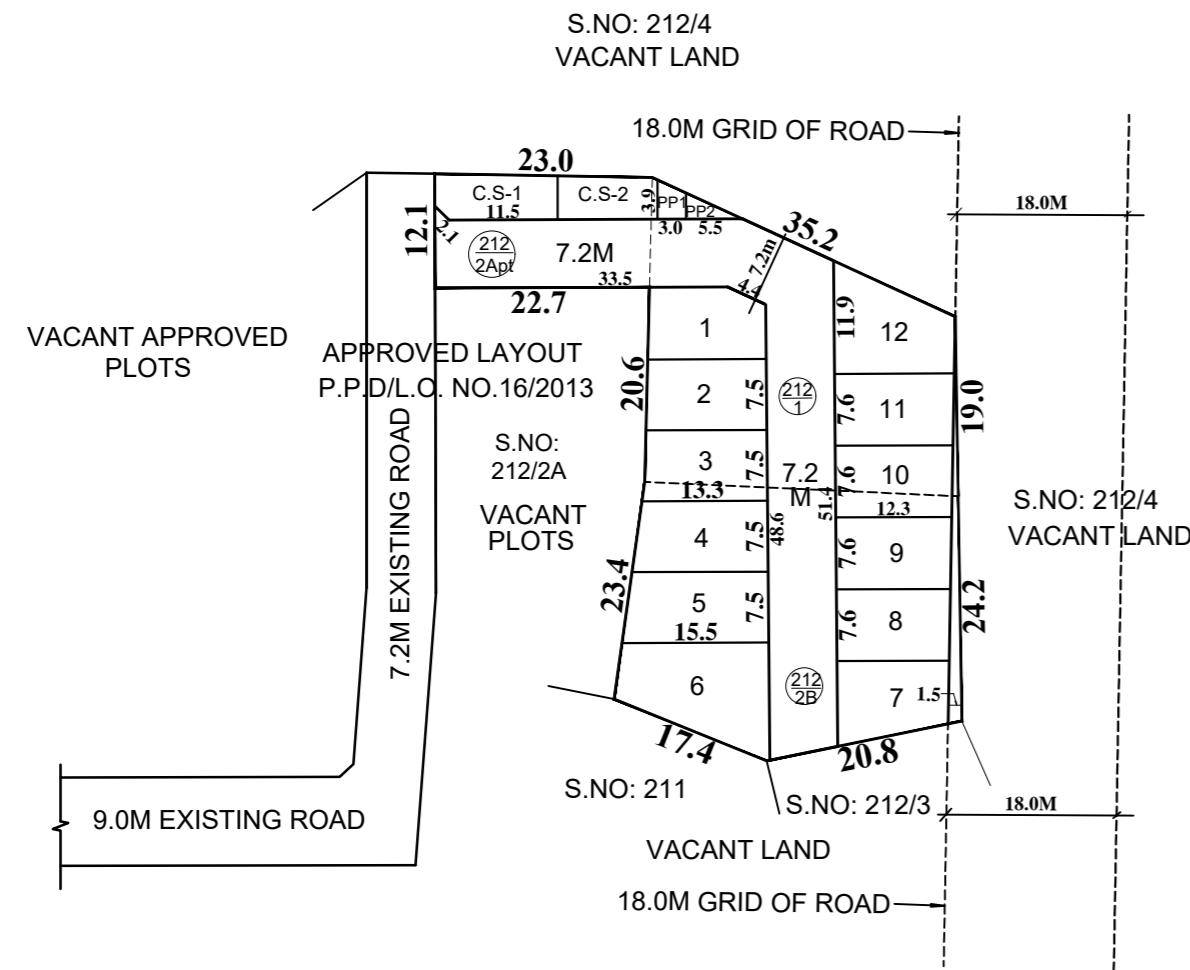 S.NO: 212/4
VACANT LAND
18.0M GRID OF ROAD
18.0M
23.0
C.S-1
11.5
C.S-2
3.9
PP1
PP2
3.0
5.5
35.2
12.1
2.1
212
2Apt
7.2M
33.5
22.7
7.2m
4.4
VACANT APPROVED
PLOTS
APPROVED LAYOUT
P.P.D/L.O. NO.16/2013
S.NO:
212/2A
VACANT
PLOTS
7.2M EXISTING ROAD
9.0M EXISTING ROAD
20.6
23.4
1
2
3
13.3
4
5
15.5
6
7.5
7.5
7.5
7.5
48.6
212
1
7.2
M
51.4
212
2B
11.9
7.6
7.6
7.6
7.6
12
11
10
12.3
9
8
7
1.5
19.0
24.2
S.NO: 212/4
VACANT LAND
17.4
20.8
S.NO: 211
S.NO: 212/3
18.0M
VACANT LAND
18.0M GRID OF ROAD